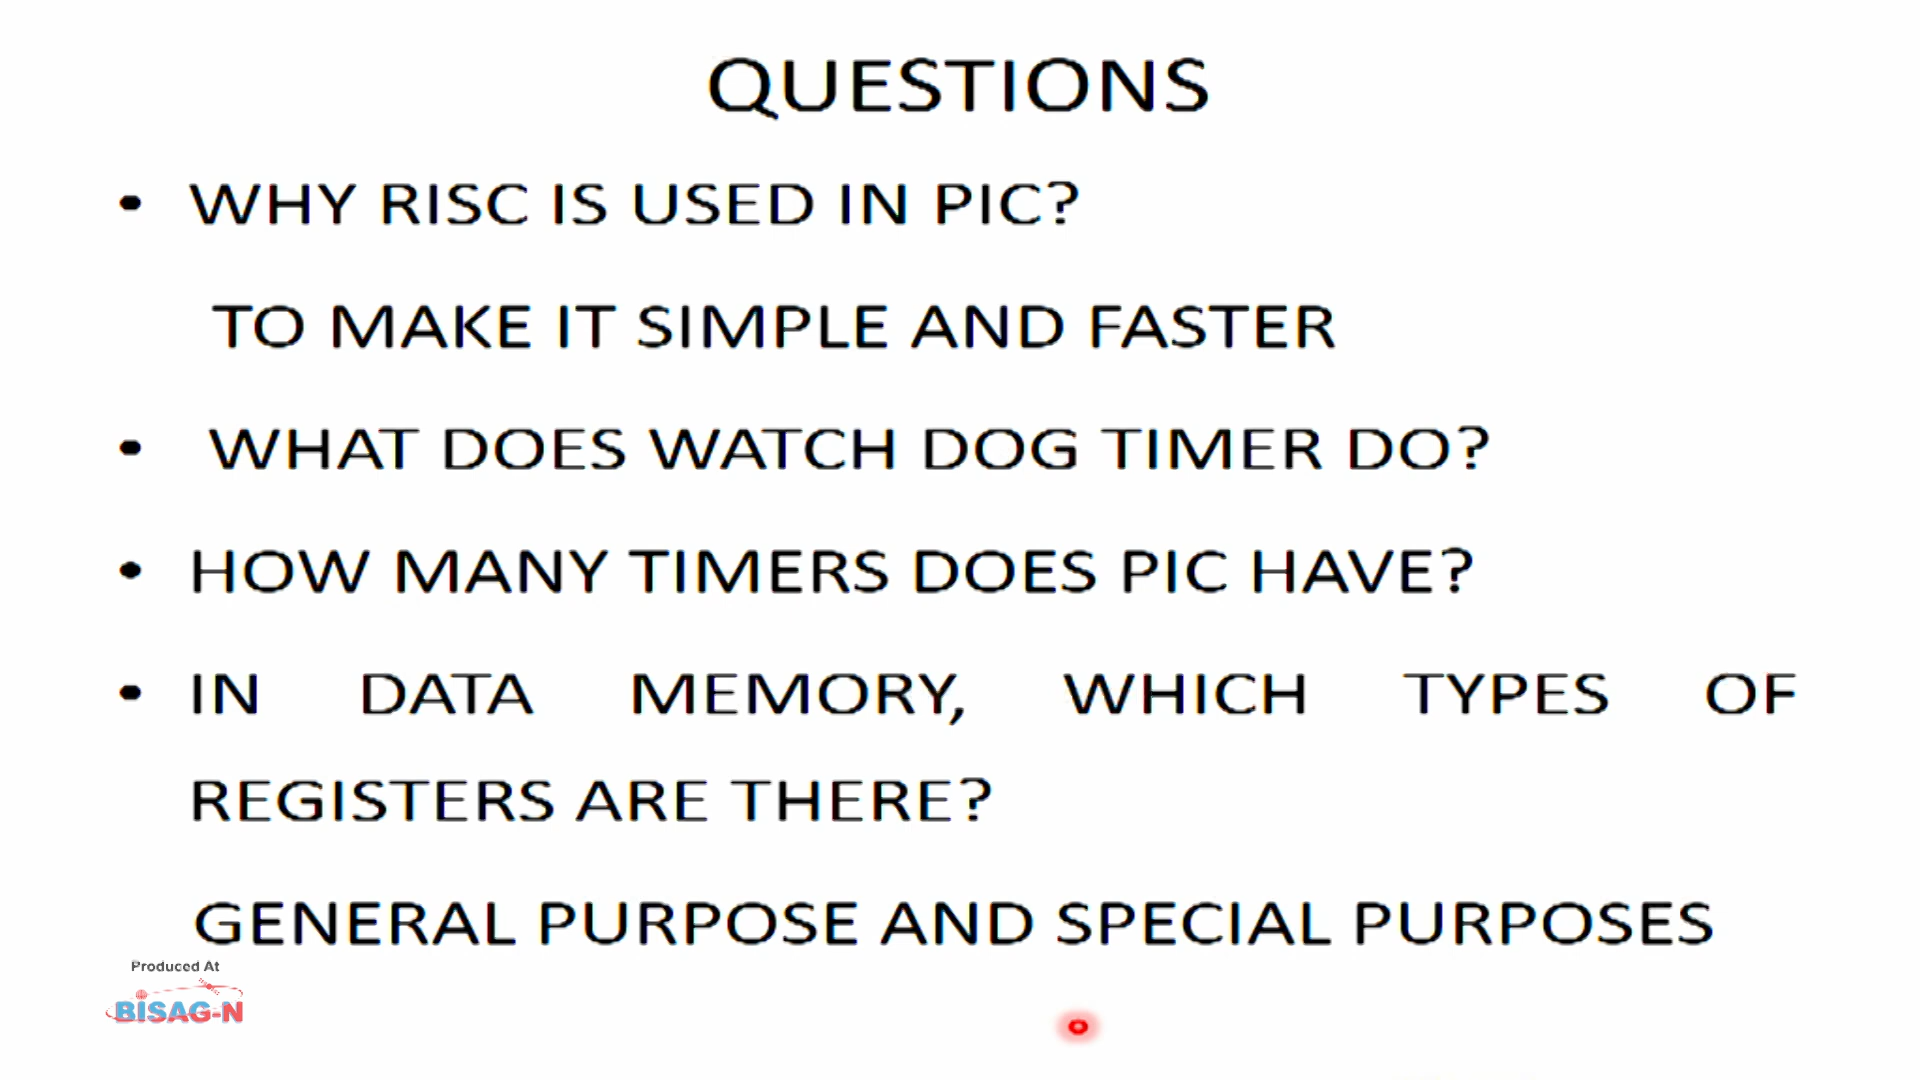 QUESTIONS
• WHY RISC IS USED IN PIC?
TO MAKE IT SIMPLE AND FASTER
• WHAT DOES WATCH DOG TIMER DO?
• HOW MANY TIMERS DOES PIC HAVE?
• IN DATA MEMORY, WHICH TYPES OF
REGISTERS ARE THERE?
GENERAL PURPOSE AND SPECIAL PURPOSES
Produced At
BISAG-N